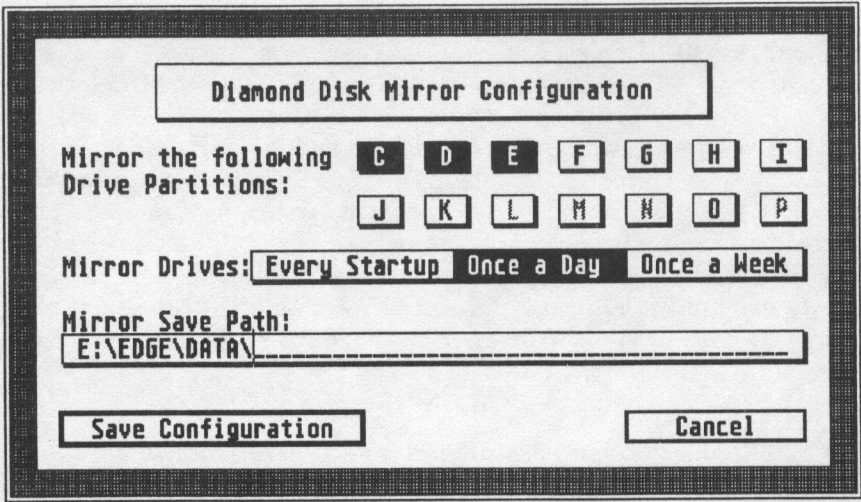 Diamond Disk Mirror Configuration
Mirror the following C D E F G H I
Drive Partitions:
J K L M N O P
Mirror Drives: Every Startup Once a Day Once a Week
Mirror Save Path:
E:\EDGE\DATA\
Save Configuration Cancel